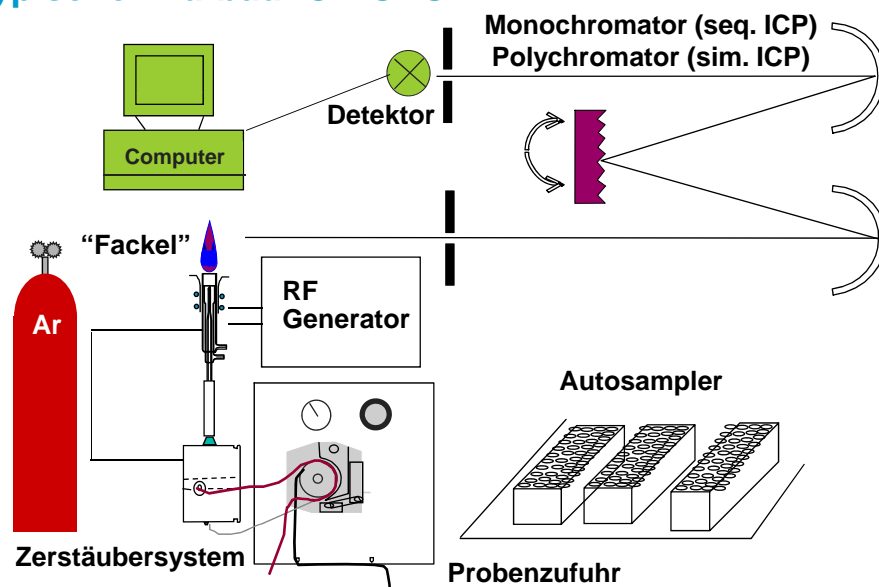 Monochromator (seq. ICP)
Polychromator (sim. ICP)
Detektor
Computer
“Fackel”
RF
Generator
Ar
Autosampler
Zerstäubersystem
Probenzufuhr